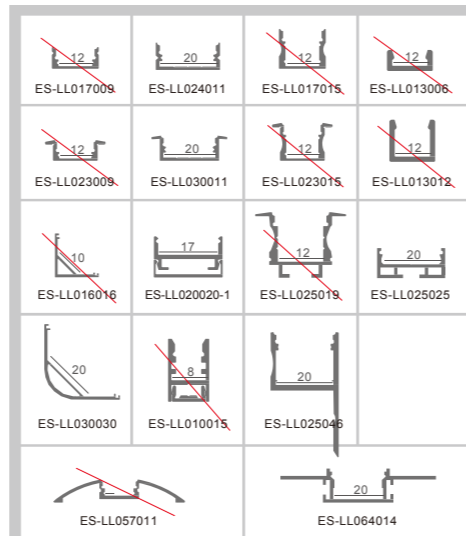 12 20 12 12
ES-LL017009 ES-LL024011 ES-LL017015 ES-LL013006
12 20 12 12
ES-LL023009 ES-LL030011 ES-LL023015 ES-LL013012
10 17 12 20
ES-LL016016 ES-LL020020-1 ES-LL025019 ES-LL025025
20 8 20
ES-LL030030 ES-LL010015 ES-LL025046
20
ES-LL057011 ES-LL064014